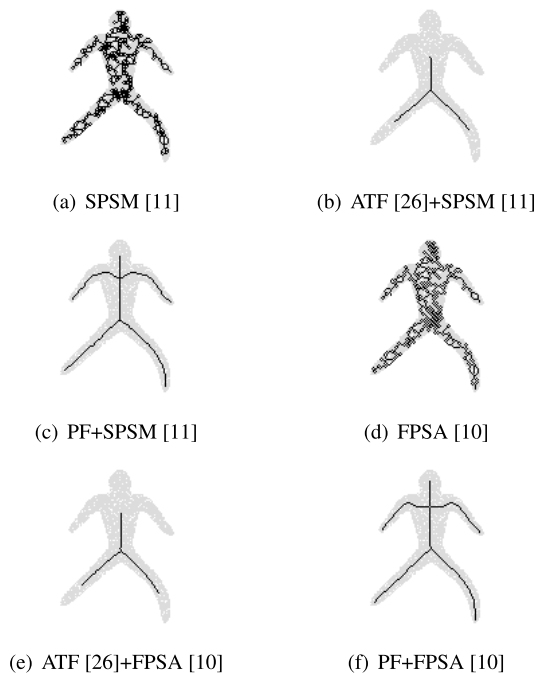 (a) SPSM [11]
(b) ATF [26]+SPSM [11]
(c) PF+SPSM [11]
(d) FPSA [10]
(e) ATF [26]+FPSA [10]
(f) PF+FPSA [10]